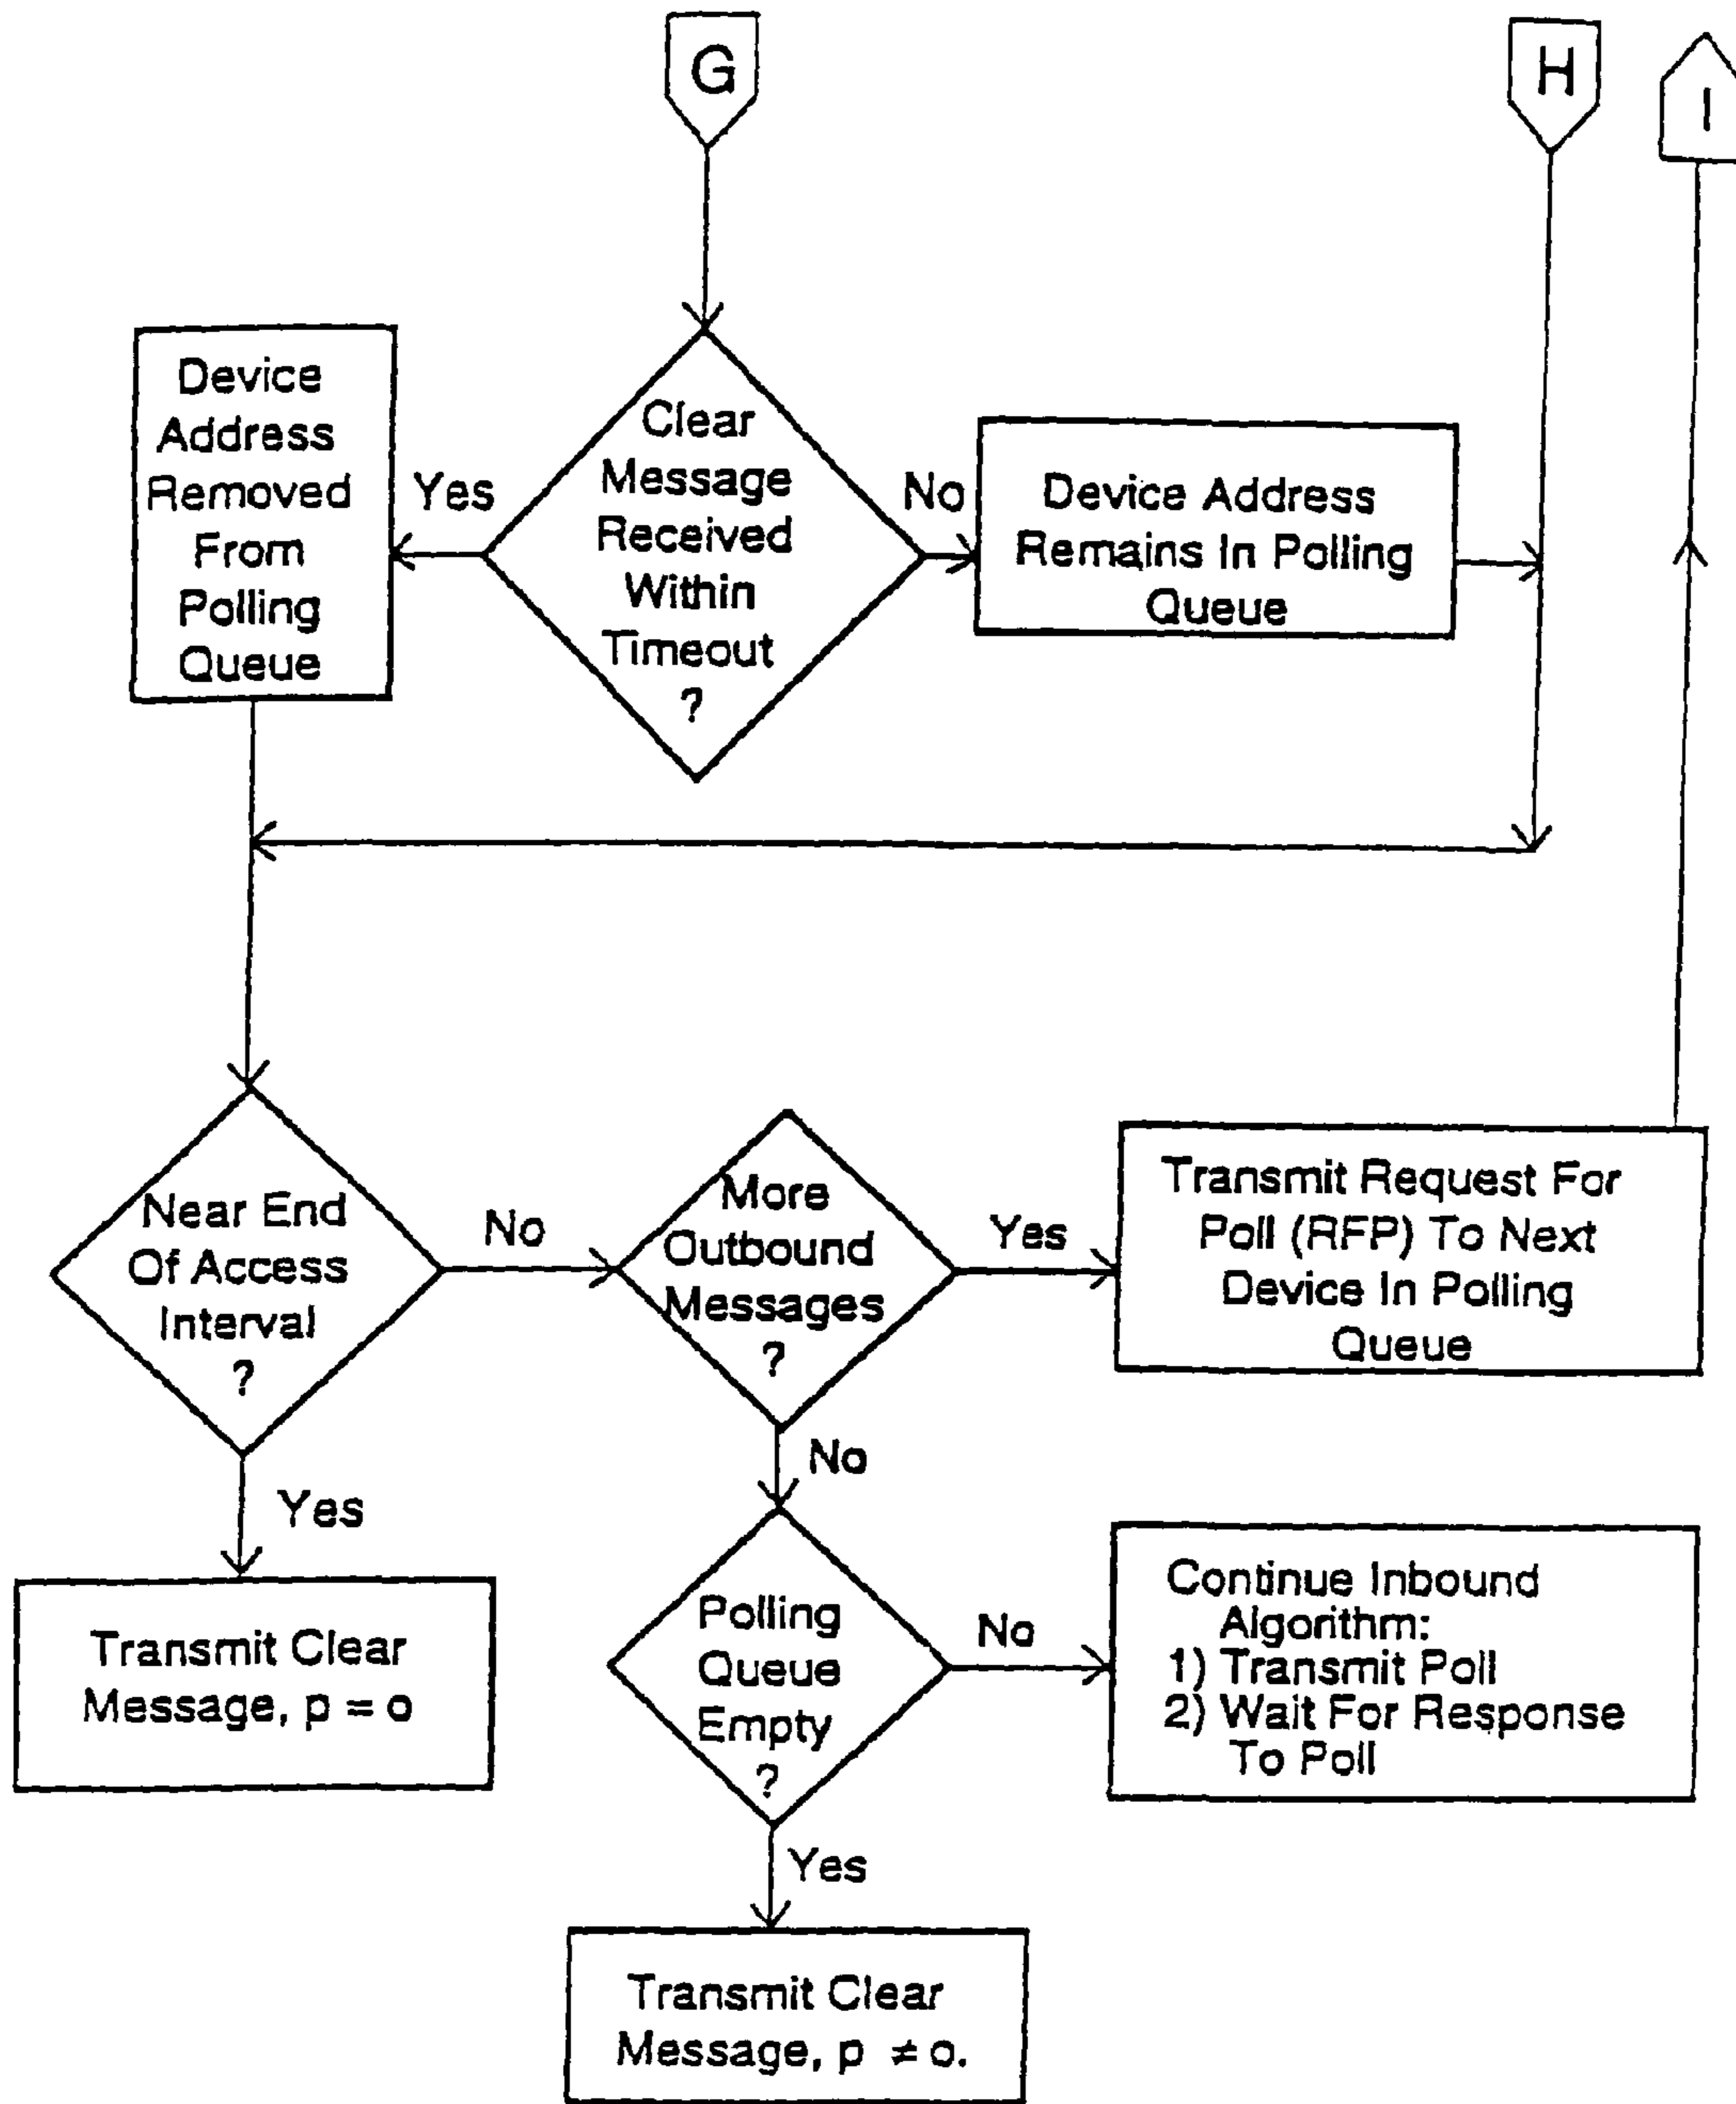 G
H
I
Device
Address
Removed
From
Polling
Queue
Yes
Clear
Message
Received
Within
Timeout
?
No
Device Address
Remains In Polling
Queue
Near End
Of Access
Interval
?
No
More
Outbound
Messages
?
Yes
Transmit Request For
Poll (RFP) To Next
Device In Polling
Queue
Yes
No
Transmit Clear
Message, p = o
Polling
Queue
Empty
?
No
Continue Inbound
Algorithm:
1) Transmit Poll
2) Wait For Response
To Poll
Yes
Transmit Clear
Message, p ≠ o.